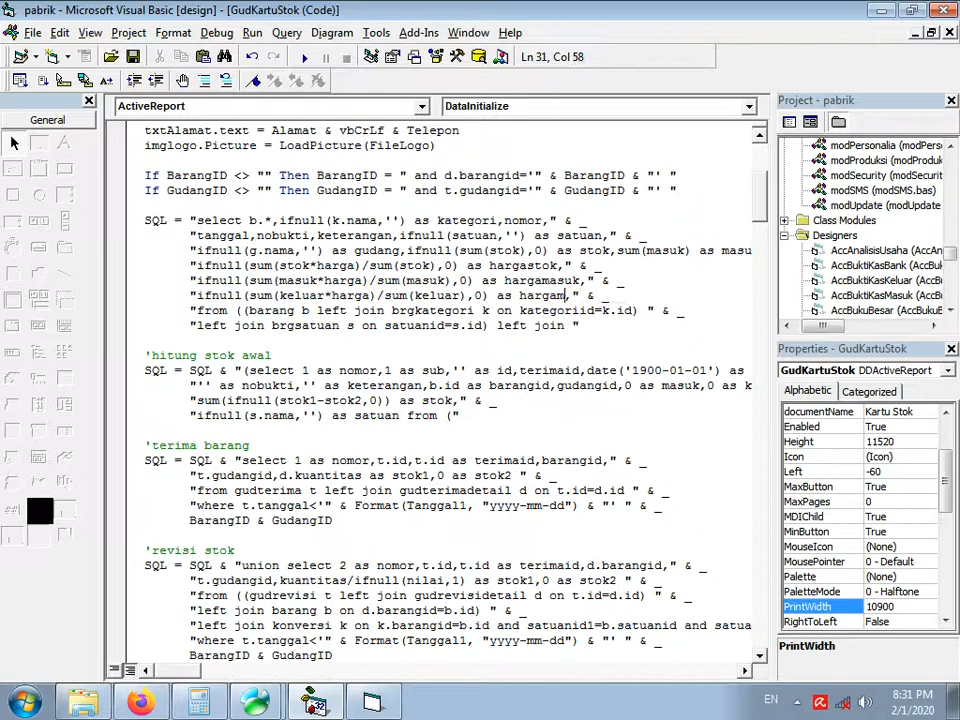 pabrik - Microsoft Visual Basic [design] - [GudKartuStok (Code)]
File Edit View Project Format Debug Run Query Diagram Tools Add-Ins Window Help
Ln 31, Col 58
General
ActiveReport
DataInitialize
txtAlamat.text = Alamat & vbCrLf & Telepon
imglogo.Picture = LoadPicture(FileLogo)
If BarangID <> "" Then BarangID = " and d.barangid='" & BarangID & "' "
If GudangID <> "" Then GudangID = " and t.gudangid='" & GudangID & "' "
SQL = "select b.*,ifnull(k.nama,'') as kategori,nomor," & _
"tanggal,nobukti,keterangan,ifnull(satuan,'') as satuan," & _
"ifnull(g.nama,'') as gudang,ifnull(sum(stok),0) as stok,sum(masuk) as masu
"ifnull(sum(stok*harga)/sum(stok),0) as hargastok," & _
"ifnull(sum(masuk*harga)/sum(masuk),0) as hargamasuk," & _
"ifnull(sum(keluar*harga)/sum(keluar),0) as hargam," & _
"from ((barang b left join brgkategori k on kategoriid=k.id) " & _
"left join brgsatuan s on satuanid=s.id) left join "
'hitung stok awal
SQL = SQL & "(select 1 as nomor,1 as sub,'' as id,terimaid,date('1900-01-01') as
"'' as nobukti,'' as keterangan,b.id as barangid,gudangid,0 as masuk,0 as k
"sum(ifnull(stok1-stok2,0)) as stok," & _
"ifnull(s.nama,'') as satuan from ("
'terima barang
SQL = SQL & "select 1 as nomor,t.id,t.id as terimaid,barangid," & _
"t.gudangid,d.kuantitas as stok1,0 as stok2 " & _
"from gudterima t left join gudterimadetail d on t.id=d.id " & _
"where t.tanggal<'" & Format(Tanggal1, "yyyy-mm-dd") & "' " & _
BarangID & GudangID
'revisi stok
SQL = SQL & "union select 2 as nomor,t.id,t.id as terimaid,d.barangid," & _
"t.gudangid,kuantitas/ifnull(nilai,1) as stok1,0 as stok2 " & _
"from ((gudrevisi t left join gudrevisidetail d on t.id=d.id) " & _
"left join barang b on d.barangid=b.id) " & _
"left join konversi k on k.barangid=b.id and satuanid1=b.satuanid and satua
"where t.tanggal<'" & Format(Tanggal1, "yyyy-mm-dd") & "' " & _
BarangID & GudangID
Project - pabrik
modPersonalia (modPerso
modProduksi (modProduk
modSecurity (modSecurity
modSMS (modSMS.bas)
modUpdate (modUpdate
Class Modules
Designers
AccAnalisisUsaha (AccAn
AccBuktiKasBank (AccBuk
AccBuktiKasKeluar (AccB
AccBuktiKasMasuk (AccBu
BukuBesar (AccBukuBesar
Properties - GudKartuStok
GudKartuStok DDActiveReport
Alphabetic Categorized
documentName Kartu Stok
Enabled True
Height 11520
Icon (Icon)
Left -60
MaxButton True
MaxPages 0
MDIChild True
MinButton True
MouseIcon (None)
MousePointer 0 - Default
Palette (None)
PaletteMode 0 - Halftone
PrintWidth 10900
RightToLeft False
PrintWidth
EN
8:31 PM
2/1/2020